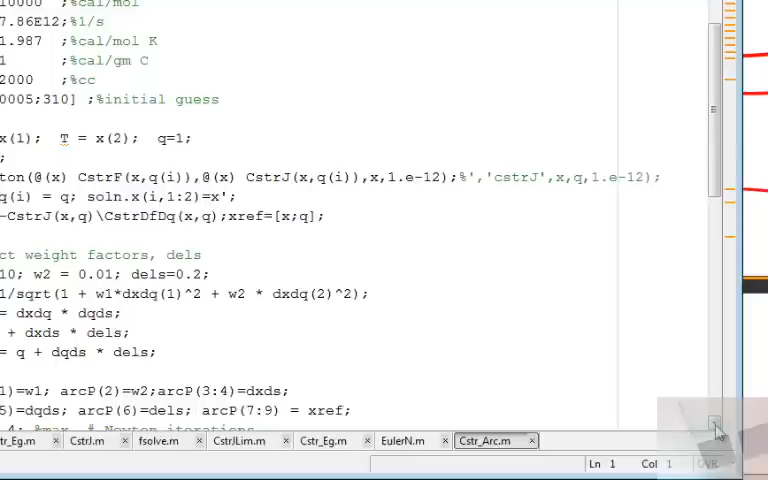 10000 ;%cal/mol
7.86E12;%1/s
1.987 ;%cal/mol K
1 ;%cal/gm C
2000 ;%cc
0005;310] ;%initial guess
x(1); T = x(2); q=1;
;
ton(@(x) CstrF(x,q(i)),@(x) CstrJ(x,q(i)),x,1.e-12);%','cstrJ',x,q,1.e-12);
q(i) = q; soln.x(i,1:2)=x';
-CstrJ(x,q)\CstrDfDq(x,q);xref=[x;q];
ct weight factors, dels
10; w2 = 0.01; dels=0.2;
1/sqrt(1 + w1*dxdq(1)^2 + w2 * dxdq(2)^2);
= dxdq * dqds;
+ dxds * dels;
= q + dqds * dels;
1)=w1; arcP(2)=w2;arcP(3:4)=dxds;
5)=dqds; arcP(6)=dels; arcP(7:9) = xref;
4; %max. # Newton iterations
tr_Eg.m × CstrJ.m × fsolve.m × CstrJLim.m × Cstr_Eg.m × EulerN.m × Cstr_Arc.m ×
Ln 1 Col 1 OVR